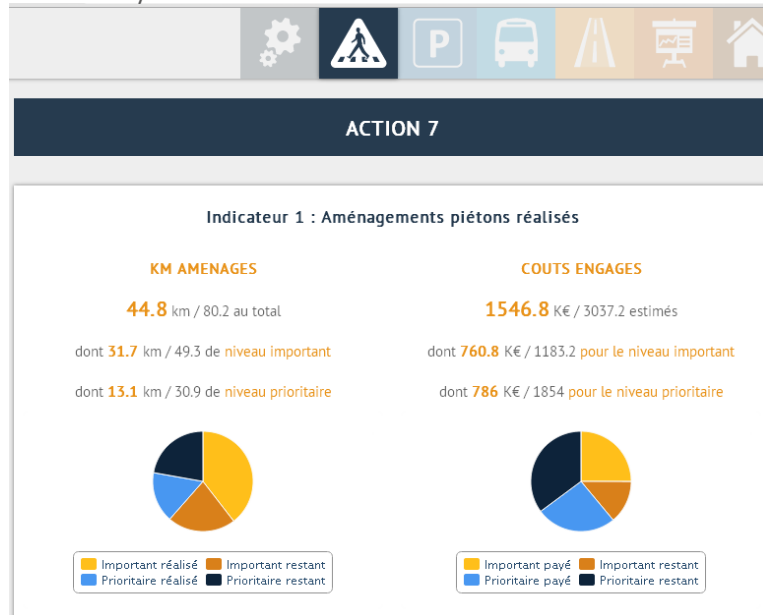 P
ACTION 7
Indicateur 1 : Aménagements piétons réalisés
KM AMENAGES
44.8 km / 80.2 au total
dont 31.7 km / 49.3 de niveau important
dont 13.1 km / 30.9 de niveau prioritaire
Important réalisé Important restant
Prioritaire réalisé Prioritaire restant
COUTS ENGAGES
1546.8 K€ / 3037.2 estimés
dont 760.8 K€ / 1183.2 pour le niveau important
dont 786 K€ / 1854 pour le niveau prioritaire
Important payé Important restant
Prioritaire payé Prioritaire restant